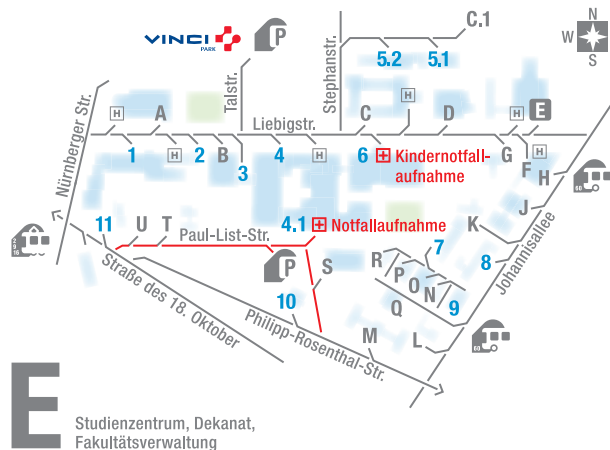 C.1
N
W
S
VINCI
PARK
P
5.2
5.1
Stephanstr.
Talstr.
Nürnberger Str.
H
A
Liebigstr.
C
H
D
H
E
1
H
2
B
3
4
H
6
Kindernotfall-
aufnahme
G
F
H
H
J
K
Johannisallee
8
11
U
T
Paul-List-Str.
4.1
Notfallaufnahme
P
S
R
P
O
N
7
Q
9
10
Straße des 18. Oktober
Philipp-Rosenthal-Str.
M
L
60
E
Studienzentrum, Dekanat,
Fakultätsverwaltung